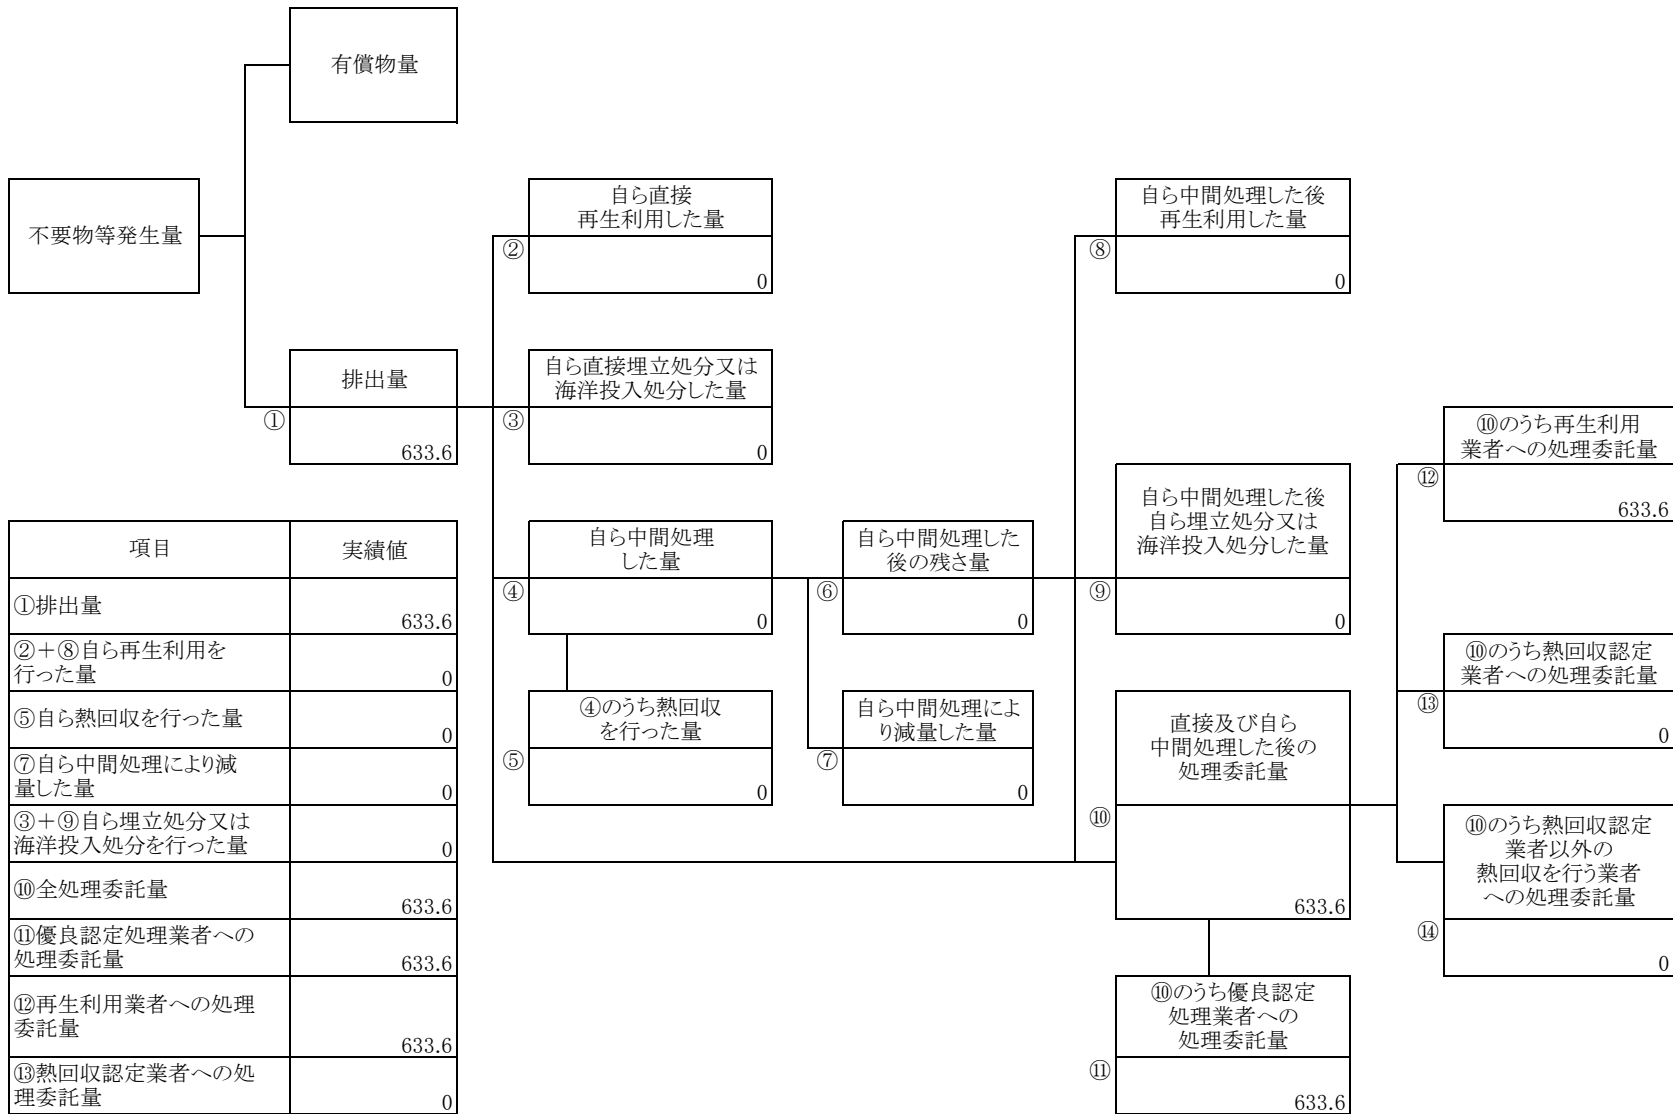 有償物量
不要物等発生量
自ら直接
再生利用した量
②
0
自ら中間処理した後
再生利用した量
⑧
0
排出量
①
633.6
自ら直接埋立処分又は
海洋投入処分した量
③
0
⑩のうち再生利用
業者への処理委託量
⑫
633.6
自ら中間処理
した量
④
0
自ら中間処理した
後の残さ量
⑥
0
自ら中間処理した後
自ら埋立処分又は
海洋投入処分した量
⑨
0
⑩のうち熱回収認定
業者への処理委託量
⑬
0
④のうち熱回収
を行った量
⑤
0
自ら中間処理によ
り減量した量
⑦
0
直接及び自ら
中間処理した後の
処理委託量
⑩
633.6
⑩のうち熱回収認定
業者以外の
熱回収を行う業者
への処理委託量
⑭
0
⑩のうち優良認定
処理業者への
処理委託量
⑪
633.6
項目 実績値
①排出量 633.6
②+⑧自ら再生利用を
行った量 0
⑤自ら熱回収を行った量 0
⑦自ら中間処理により減
量した量 0
③+⑨自ら埋立処分又は
海洋投入処分を行った量 0
⑩全処理委託量 633.6
⑪優良認定処理業者への
処理委託量 633.6
⑫再生利用業者への処理
委託量 633.6
⑬熱回収認定業者への処
理委託量 0